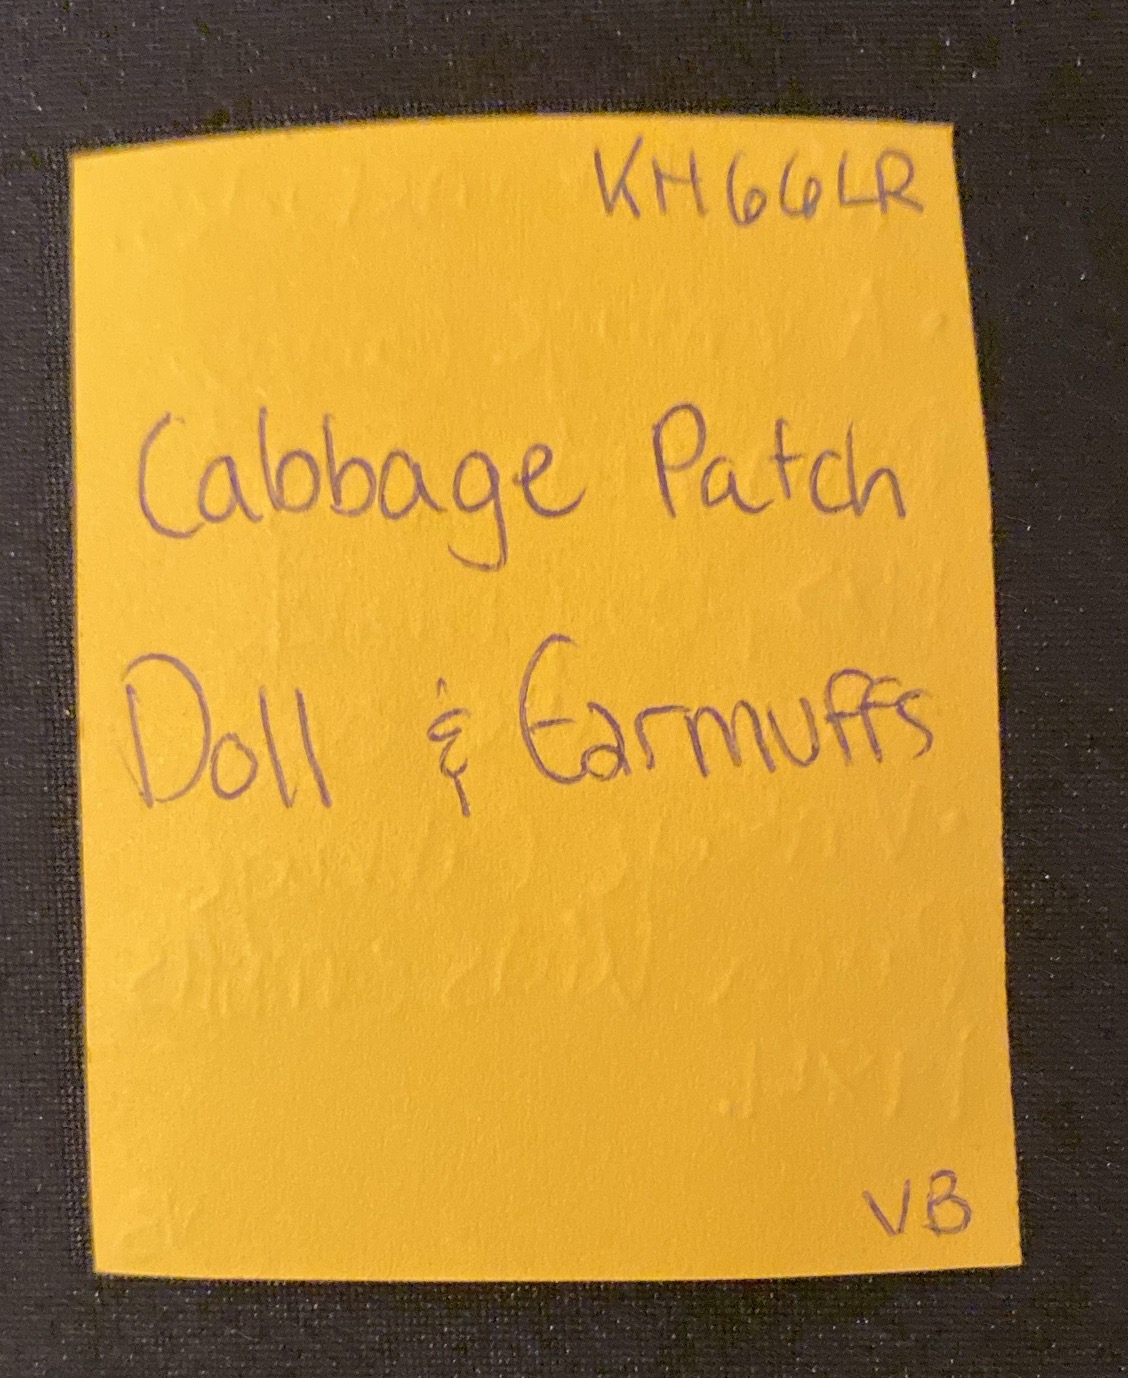 KH66LR
Cabbage Patch
Doll & Earmuffs
VB